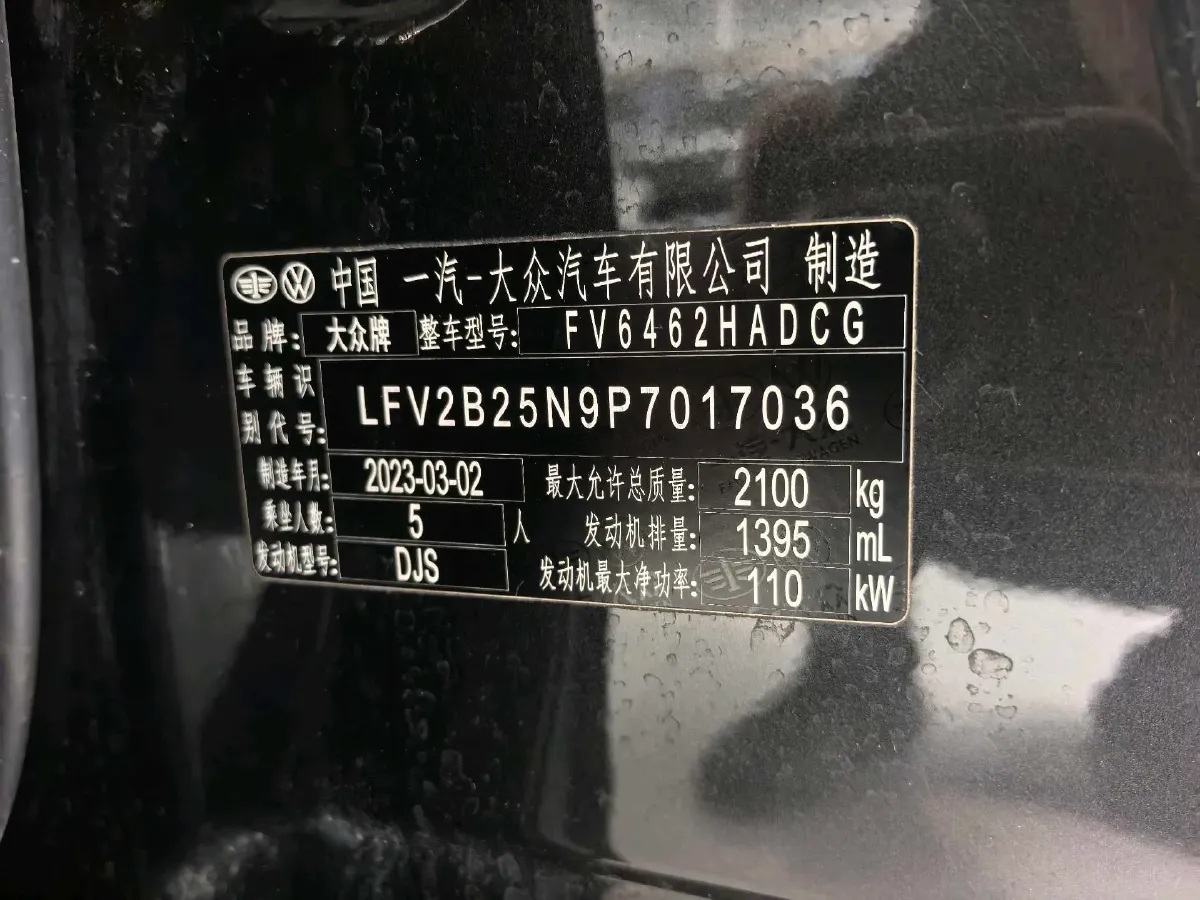 中国 一汽-大众汽车有限公司 制造
品牌: 大众牌 整车型号: FV6462HADCG
车辆识别代号: LFV2B25N9P7017036
制造年月: 2023-03-02 最大允许总质量: 2100 kg
乘坐人数: 5 人 发动机排量: 1395 mL
发动机型号: DJS 发动机最大净功率: 110 kW